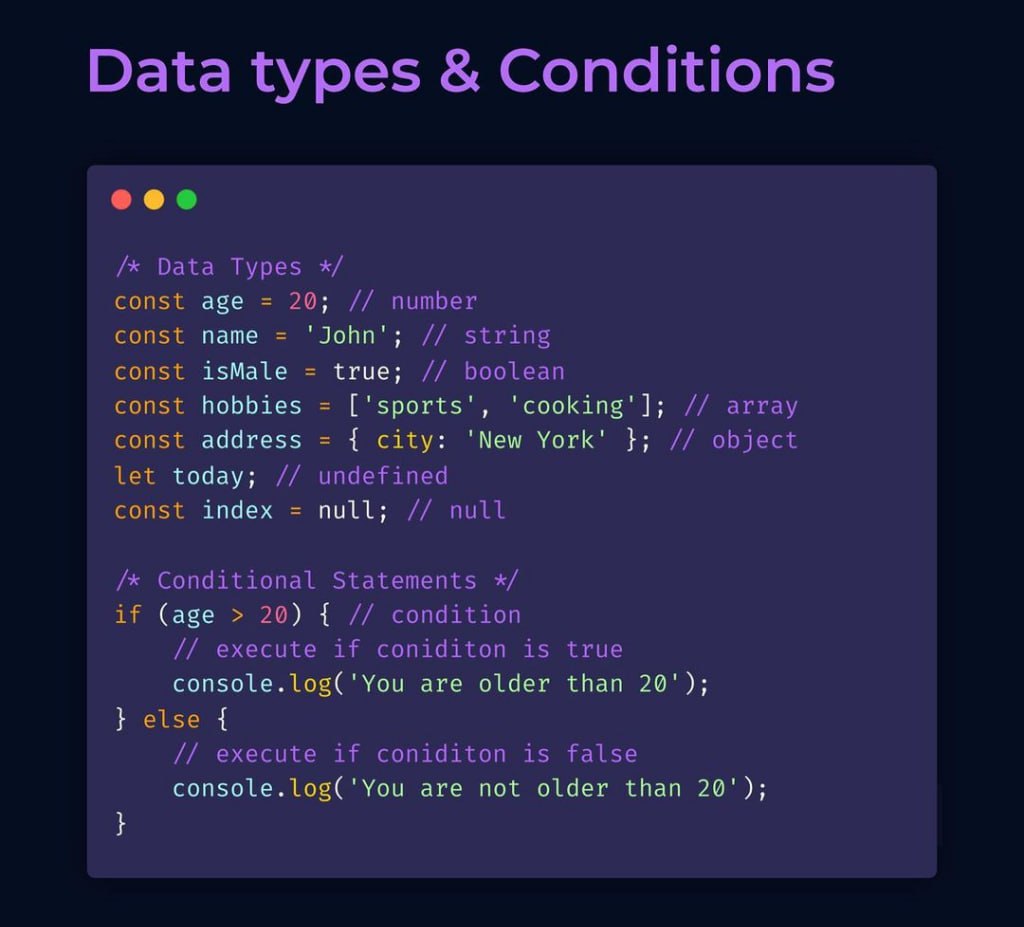 Data types & Conditions
/* Data Types */
const age = 20; // number
const name = 'John'; // string
const isMale = true; // boolean
const hobbies = ['sports', 'cooking']; // array
const address = { city: 'New York' }; // object
let today; // undefined
const index = null; // null
/* Conditional Statements */
if (age > 20) { // condition
    // execute if coniditon is true
    console.log('You are older than 20');
} else {
    // execute if coniditon is false
    console.log('You are not older than 20');
}